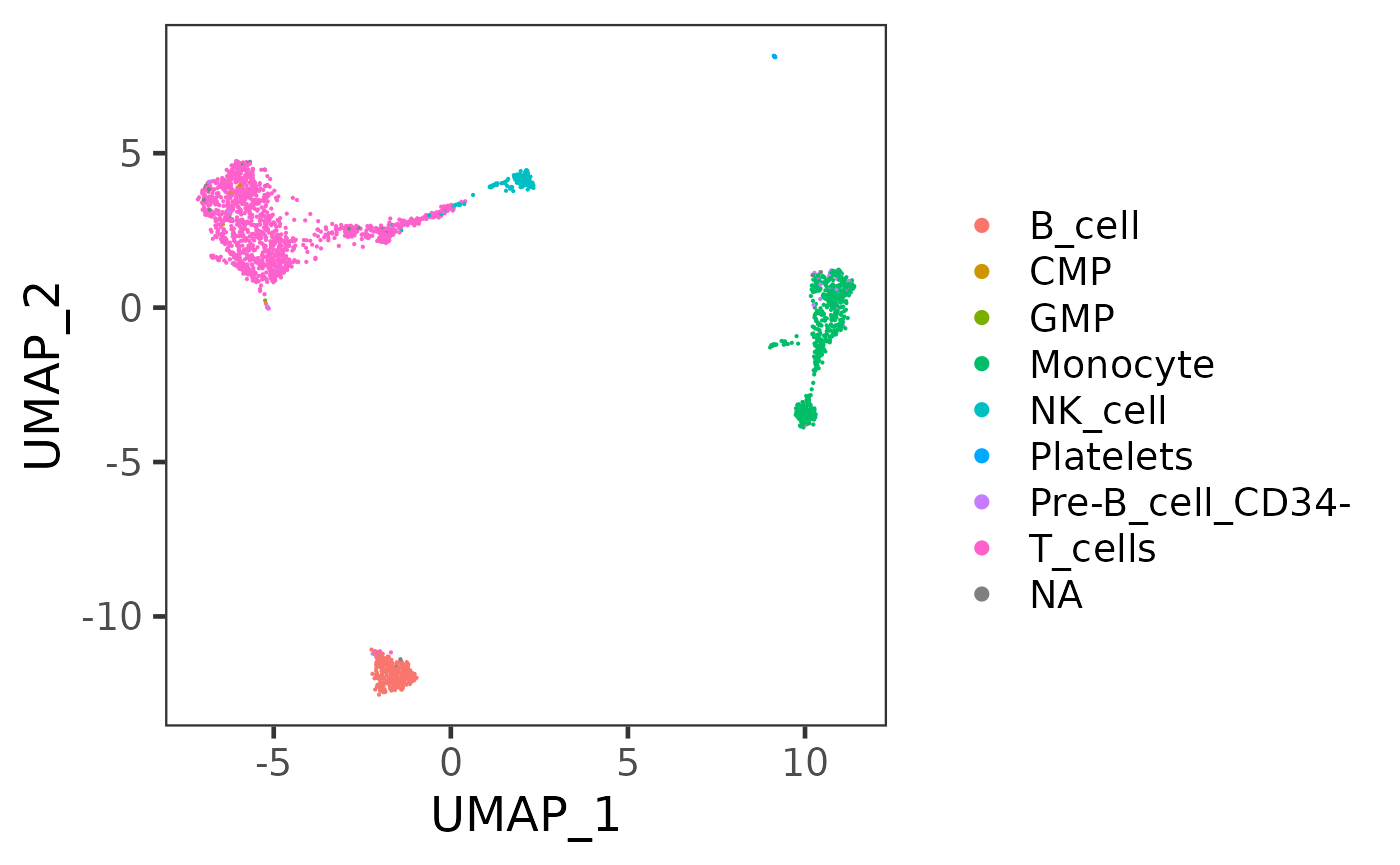 5
0
-5
-10
UMAP_2
-5
0
5
10
UMAP_1
B_cell
CMP
GMP
Monocyte
NK_cell
Platelets
Pre-B_cell_CD34-
T_cells
NA